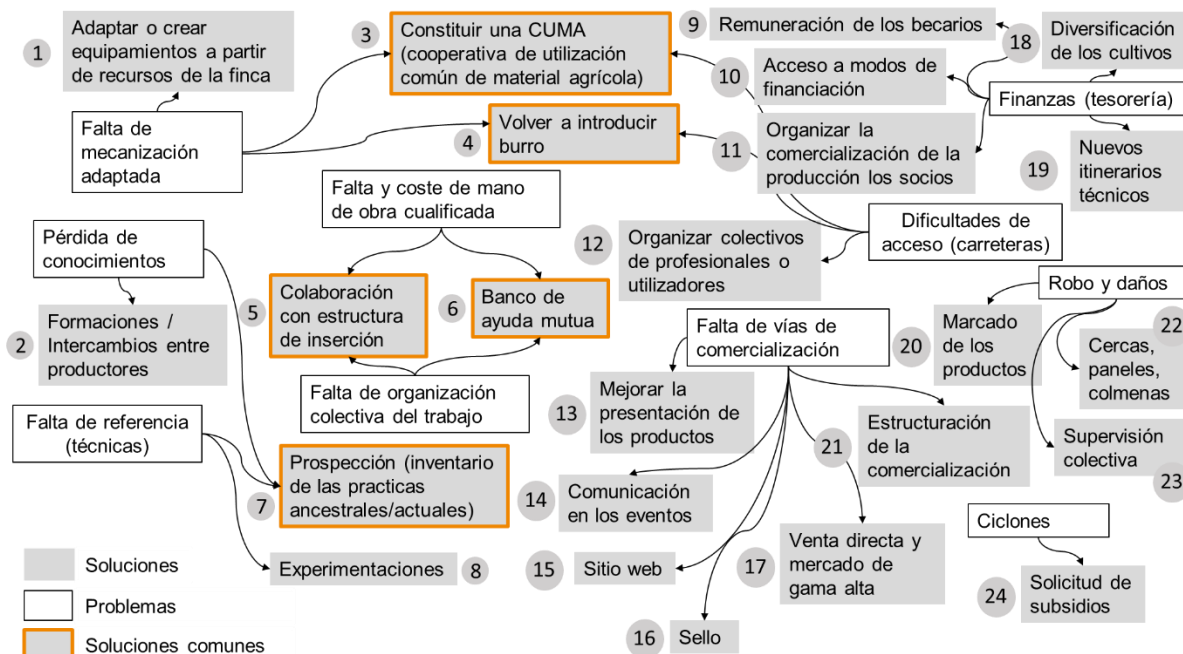 1
Adaptar o crear
equipamientos a partir
de recursos de la finca
Falta de
mecanización
adaptada
3
Constituir una CUMA
(cooperativa de utilización
común de material agrícola)
4
Volver a introducir
burro
9
Remuneración de los becarios
10
Acceso a modos de
financiación
11
Organizar la
comercialización de la
producción los socios
18
Diversificación
de los cultivos
Finanzas (tesorería)
19
Nuevos
itinerarios
técnicos
Falta y coste de mano
de obra cualificada
Pérdida de
conocimientos
2
Formaciones /
Intercambios entre
productores
5
Colaboración
con estructura
de inserción
6
Banco de
ayuda mutua
Falta de organización
colectiva del trabajo
Falta de referencia
(técnicas)
7
Prospección (inventario
de las practicas
ancestrales/actuales)
Experimentaciones
8
12
Organizar colectivos
de profesionales o
utilizadores
Dificultades de
acceso (carreteras)
Falta de vías de
comercialización
13
Mejorar la
presentación de
los productos
14
Comunicación
en los eventos
15
Sitio web
16
Sello
17
Venta directa y
mercado de
gama alta
21
Estructuración
de la
comercialización
Robo y daños
20
Marcado
de los
productos
22
Cercas,
paneles,
colmenas
Supervisión
colectiva
23
Ciclones
24
Solicitud de
subsidios
Soluciones
Problemas
Soluciones comunes